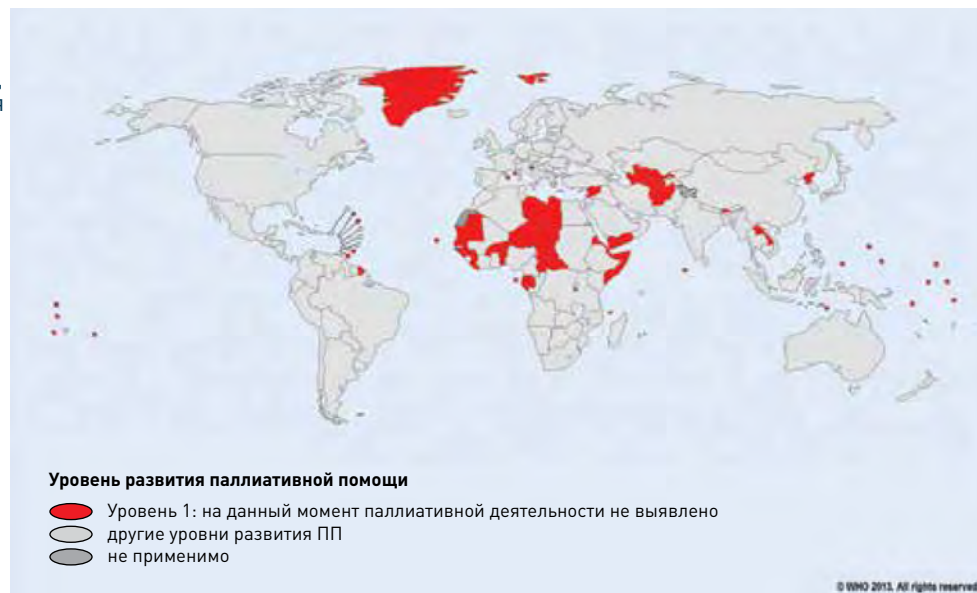 я
Уровень развития паллиативной помощи
Уровень 1: на данный момент паллиативной деятельности не выявлено
другие уровни развития ПП
не применимо
© WHO 2013. All rights reserved